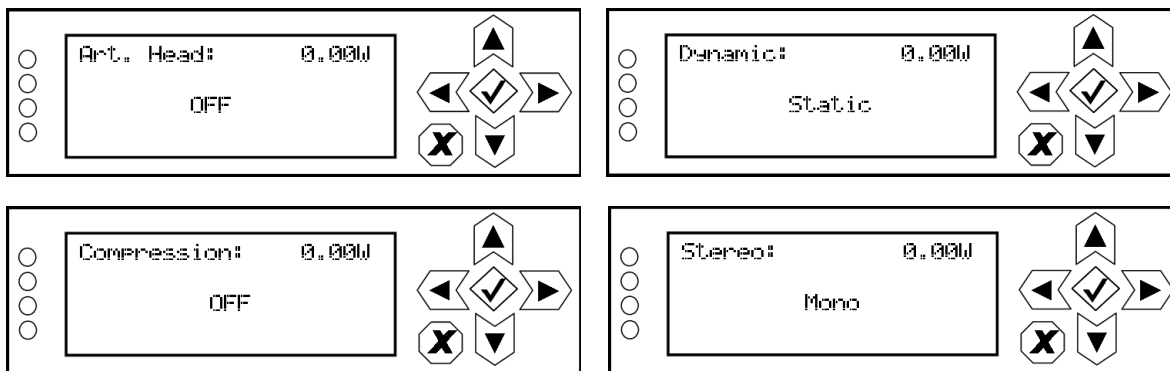 Art. Head: 0.00W
OFF
Dynamic: 0.00W
Static
Compression: 0.00W
OFF
Stereo: 0.00W
Mono